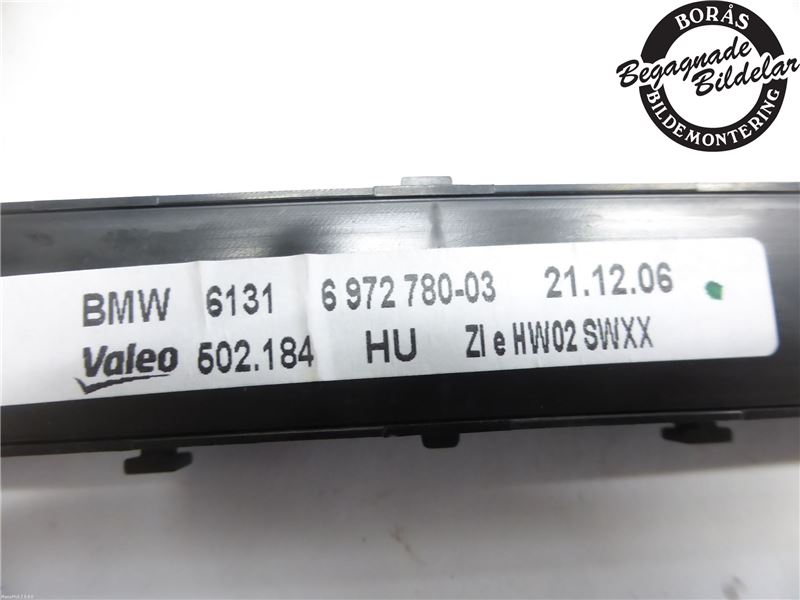 BORÅS
Begagnade
Bildelar
BILDEMONTERING
BMW 6131 6 972 780-03 21.12.06
Valeo 502.184 HU ZI e HW02 SWXX